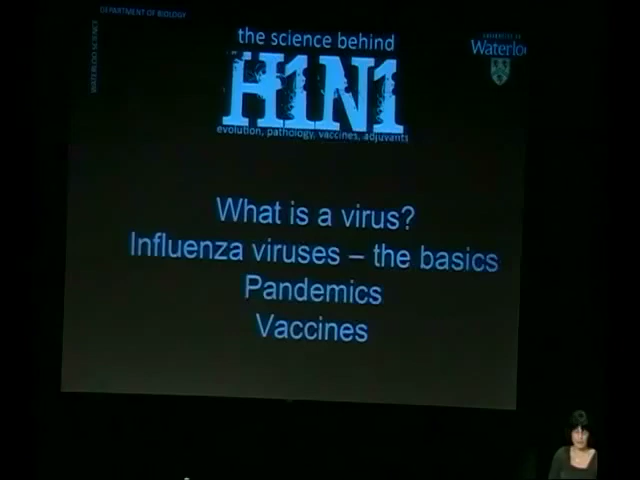 DEPARTMENT OF BIOLOGY
the science behind
H1N1
evolution, pathology, vaccines, adjuvants
Waterloo
What is a virus?
Influenza viruses – the basics
Pandemics
Vaccines